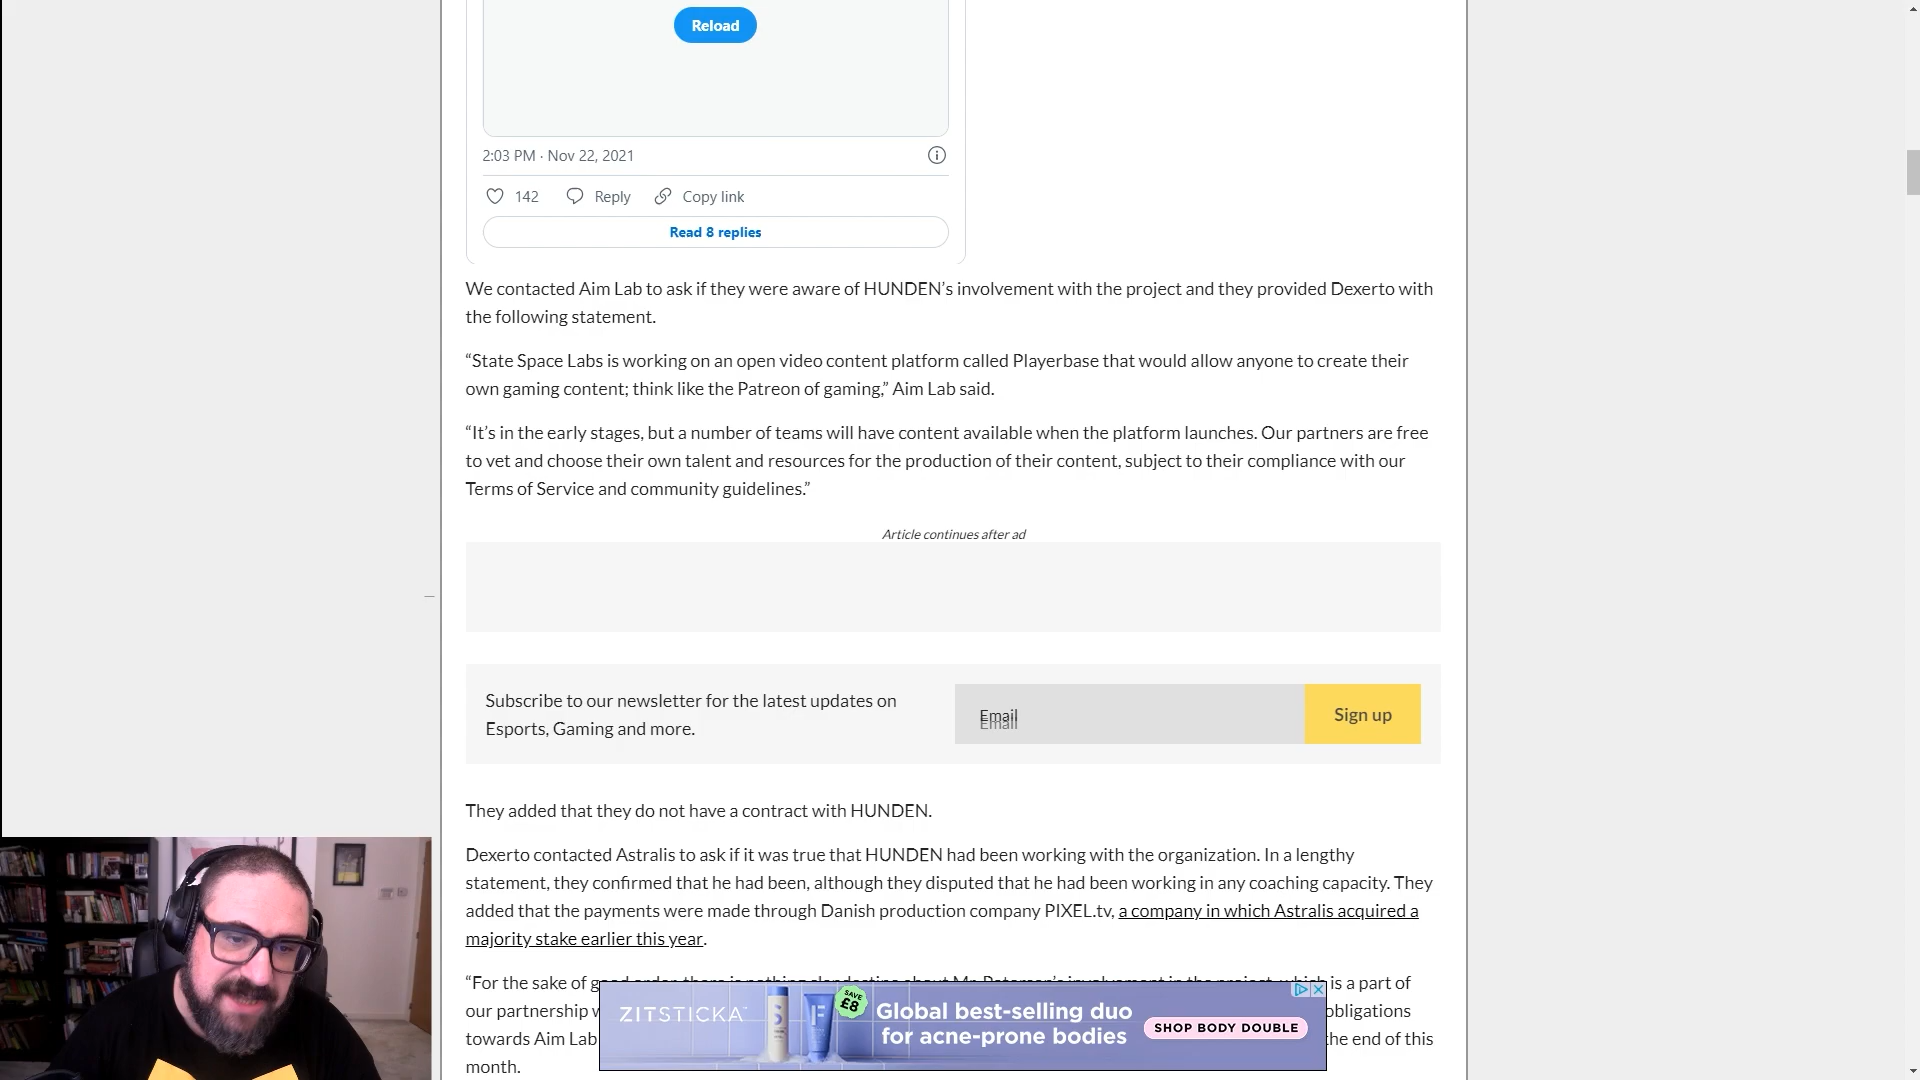 Reload
2:03 PM · Nov 22, 2021
142 Reply Copy link
Read 8 replies
We contacted Aim Lab to ask if they were aware of HUNDEN’s involvement with the project and they provided Dexerto with
the following statement.
“State Space Labs is working on an open video content platform called Playerbase that would allow anyone to create their
own gaming content; think like the Patreon of gaming,” Aim Lab said.
“It’s in the early stages, but a number of teams will have content available when the platform launches. Our partners are free
to vet and choose their own talent and resources for the production of their content, subject to their compliance with our
Terms of Service and community guidelines.”
Article continues after ad
Subscribe to our newsletter for the latest updates on
Esports, Gaming and more.
Email
Email
Sign up
They added that they do not have a contract with HUNDEN.
Dexerto contacted Astralis to ask if it was true that HUNDEN had been working with the organization. In a lengthy
statement, they confirmed that he had been, although they disputed that he had been working in any coaching capacity. They
added that the payments were made through Danish production company PIXEL.tv, a company in which Astralis acquired a
majority stake earlier this year.
“For the sake of is a part of
our partnership obligations
towards Aim Lab the end of this
month.
ZITSTICKA
SAVE
£8
Global best-selling duo
for acne-prone bodies
SHOP BODY DOUBLE